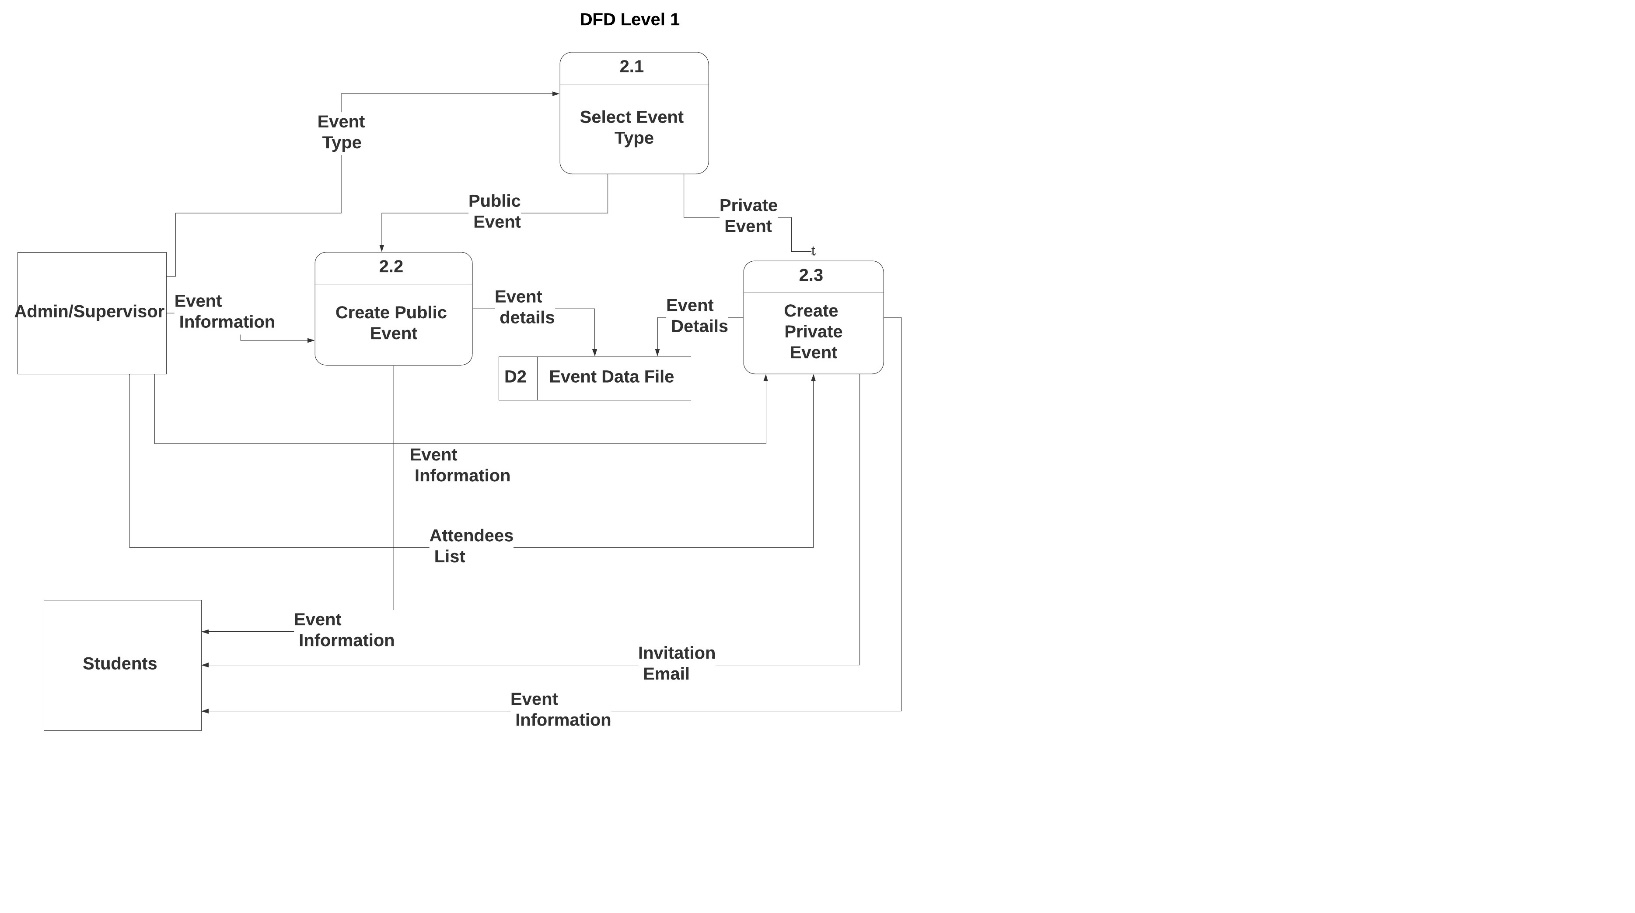 DFD Level 1
2.1
Select Event
Type
Event
Type
Public
Event
Private
Event
t
2.2
Create Public
Event
2.3
Create
Private
Event
Admin/Supervisor
Event
Information
Event
details
Event
Details
D2
Event Data File
Event
Information
Attendees
List
Event
Information
Students
Invitation
Email
Event
Information